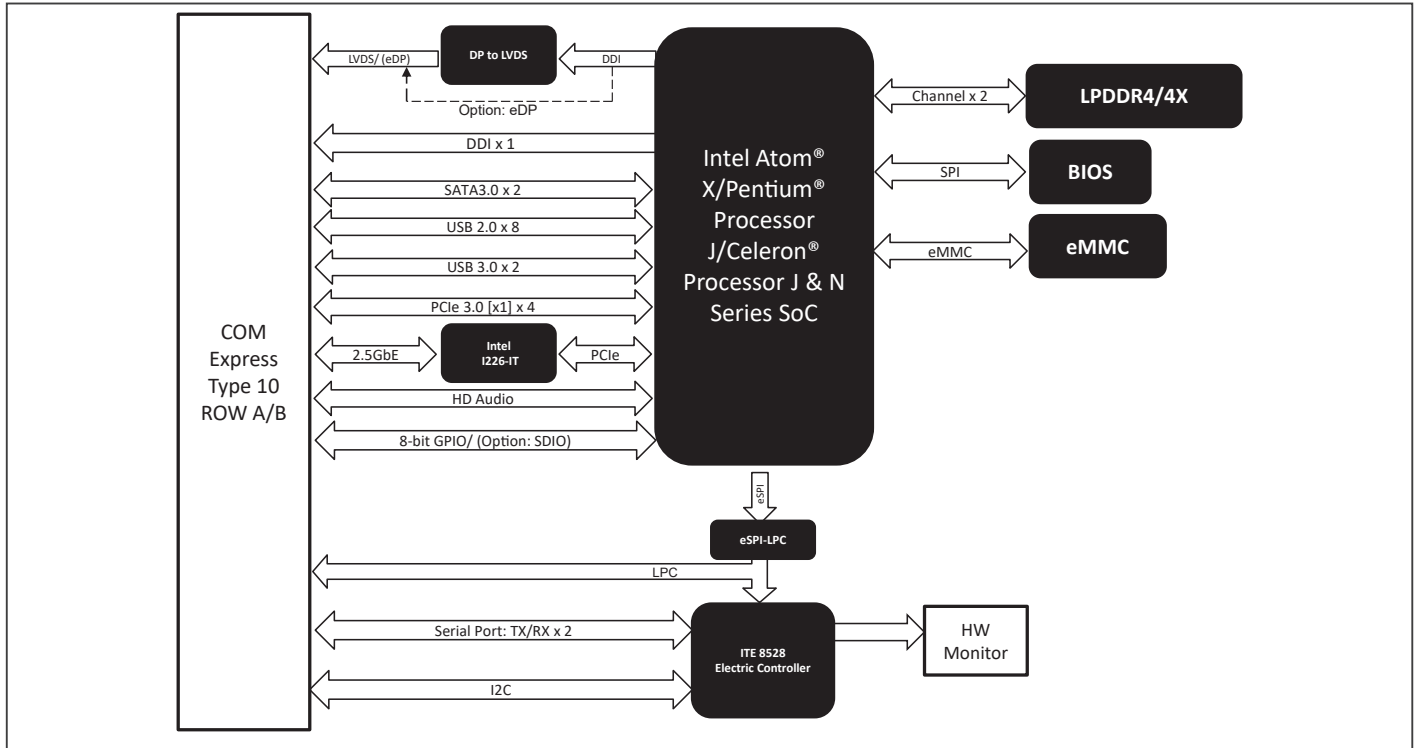 DP to LVDS
LVDS/ (eDP)
DDI
Option: eDP
DDI x 1
SATA3.0 x 2
USB 2.0 x 8
USB 3.0 x 2
PCIe 3.0 [x1] x 4
2.5GbE
Intel
I226-IT
PCIe
HD Audio
8-bit GPIO/ (Option: SDIO)
COM
Express
Type 10
ROW A/B
Intel Atom®
X/Pentium®
Processor
J/Celeron®
Processor J & N
Series SoC
Channel x 2
LPDDR4/4X
SPI
BIOS
eMMC
eMMC
eSPI
eSPI-LPC
LPC
Serial Port: TX/RX x 2
ITE 8528
Electric Controller
HW
Monitor
I2C